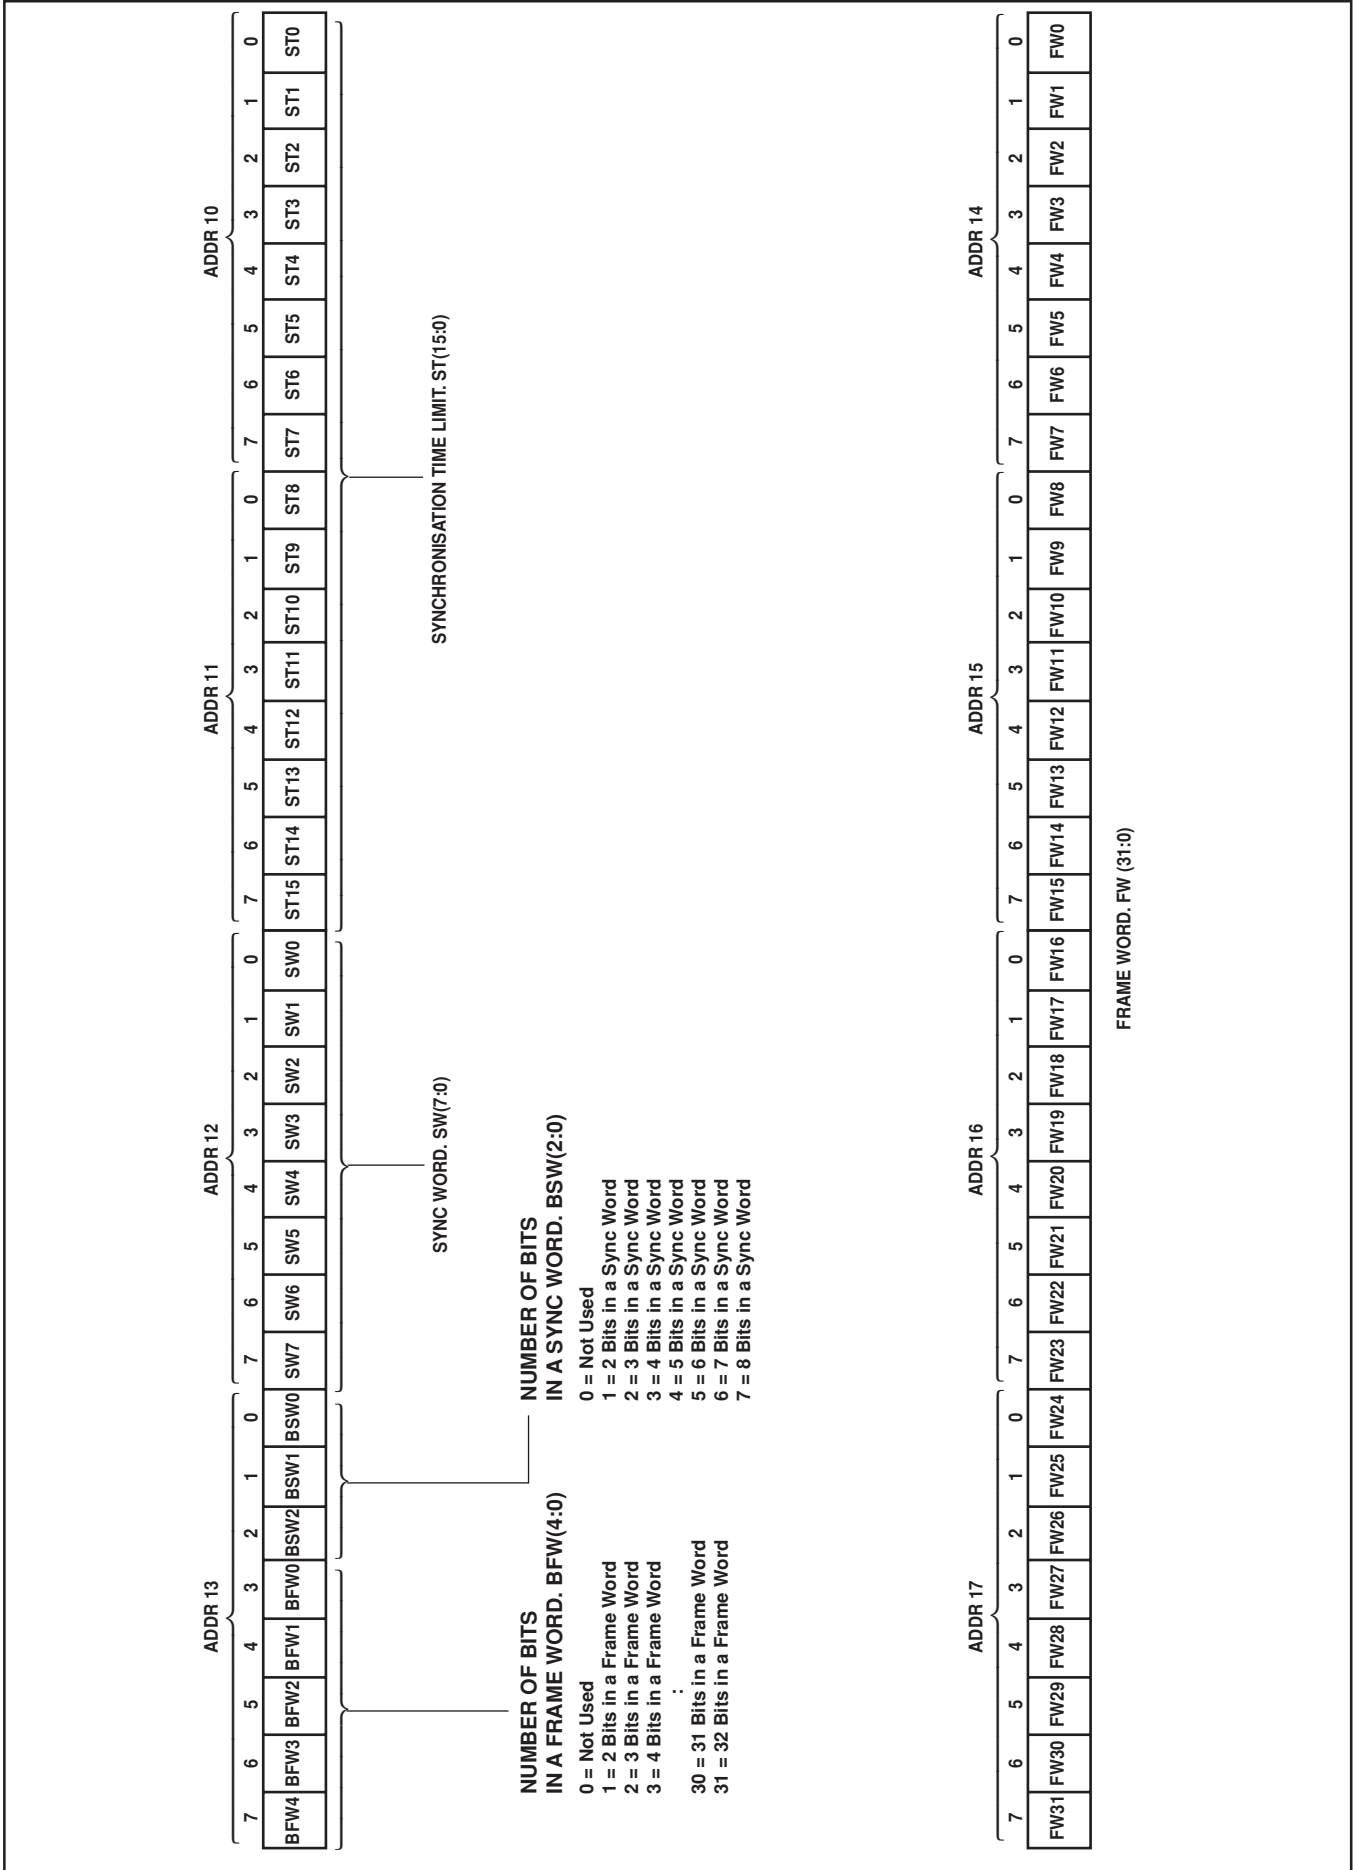 ADDR 13 ADDR 12 ADDR 11 ADDR 10
7 6 5 4 3 2 1 0 7 6 5 4 3 2 1 0 7 6 5 4 3 2 1 0 7 6 5 4 3 2 1 0
BFW4 BFW3 BFW2 BFW1 BFW0 BSW2 BSW1 BSW0 SW7 SW6 SW5 SW4 SW3 SW2 SW1 SW0 ST15 ST14 ST13 ST12 ST11 ST10 ST9 ST8 ST7 ST6 ST5 ST4 ST3 ST2 ST1 ST0
SYNC WORD. SW(7:0)
SYNCHRONISATION TIME LIMIT. ST(15:0)
NUMBER OF BITS
IN A FRAME WORD. BFW(4:0)
0 = Not Used
1 = 2 Bits in a Frame Word
2 = 3 Bits in a Frame Word
3 = 4 Bits in a Frame Word
:
30 = 31 Bits in a Frame Word
31 = 32 Bits in a Frame Word
NUMBER OF BITS
IN A SYNC WORD. BSW(2:0)
0 = Not Used
1 = 2 Bits in a Sync Word
2 = 3 Bits in a Sync Word
3 = 4 Bits in a Sync Word
4 = 5 Bits in a Sync Word
5 = 6 Bits in a Sync Word
6 = 7 Bits in a Sync Word
7 = 8 Bits in a Sync Word
ADDR 17 ADDR 16 ADDR 15 ADDR 14
7 6 5 4 3 2 1 0 7 6 5 4 3 2 1 0 7 6 5 4 3 2 1 0 7 6 5 4 3 2 1 0
FW31 FW30 FW29 FW28 FW27 FW26 FW25 FW24 FW23 FW22 FW21 FW20 FW19 FW18 FW17 FW16 FW15 FW14 FW13 FW12 FW11 FW10 FW9 FW8 FW7 FW6 FW5 FW4 FW3 FW2 FW1 FW0
FRAME WORD. FW (31:0)